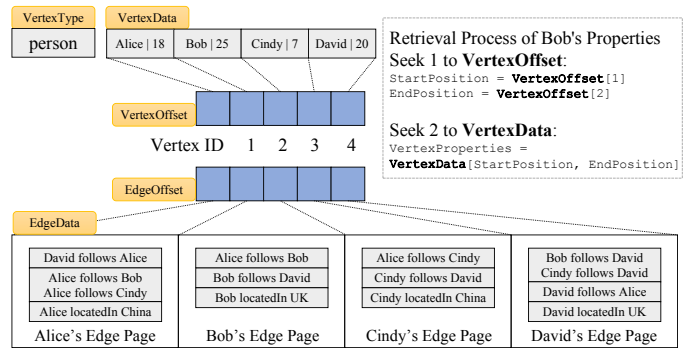 VertexType
VertexData
person
Alice | 18
Bob | 25
Cindy | 7
David | 20
VertexOffset
Vertex ID 1 2 3 4
EdgeOffset
Retrieval Process of Bob's Properties
Seek 1 to VertexOffset:
StartPosition = VertexOffset[1]
EndPosition = VertexOffset[2]
Seek 2 to VertexData:
VertexProperties =
VertexData[StartPosition, EndPosition]
EdgeData
David follows Alice
Alice follows Bob
Alice follows Cindy
Alice locatedIn China
Alice's Edge Page
Alice follows Bob
Bob follows David
Bob locatedIn UK
Bob's Edge Page
Alice follows Cindy
Cindy follows David
Cindy locatedIn China
Cindy's Edge Page
Bob follows David
Cindy follows David
David follows Alice
David locatedIn UK
David's Edge Page